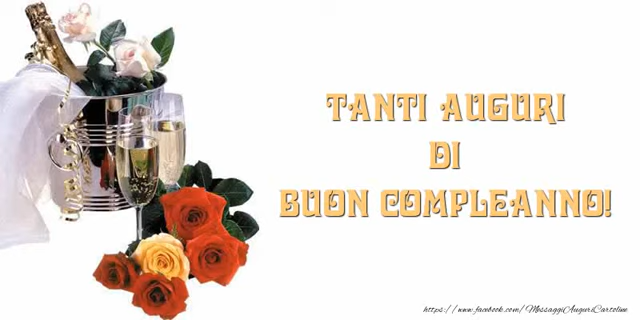 TANTI AUGURI
DI
BUON COMPLEANNO!
https://www.facebook.com/MessaggiAuguriCartoline